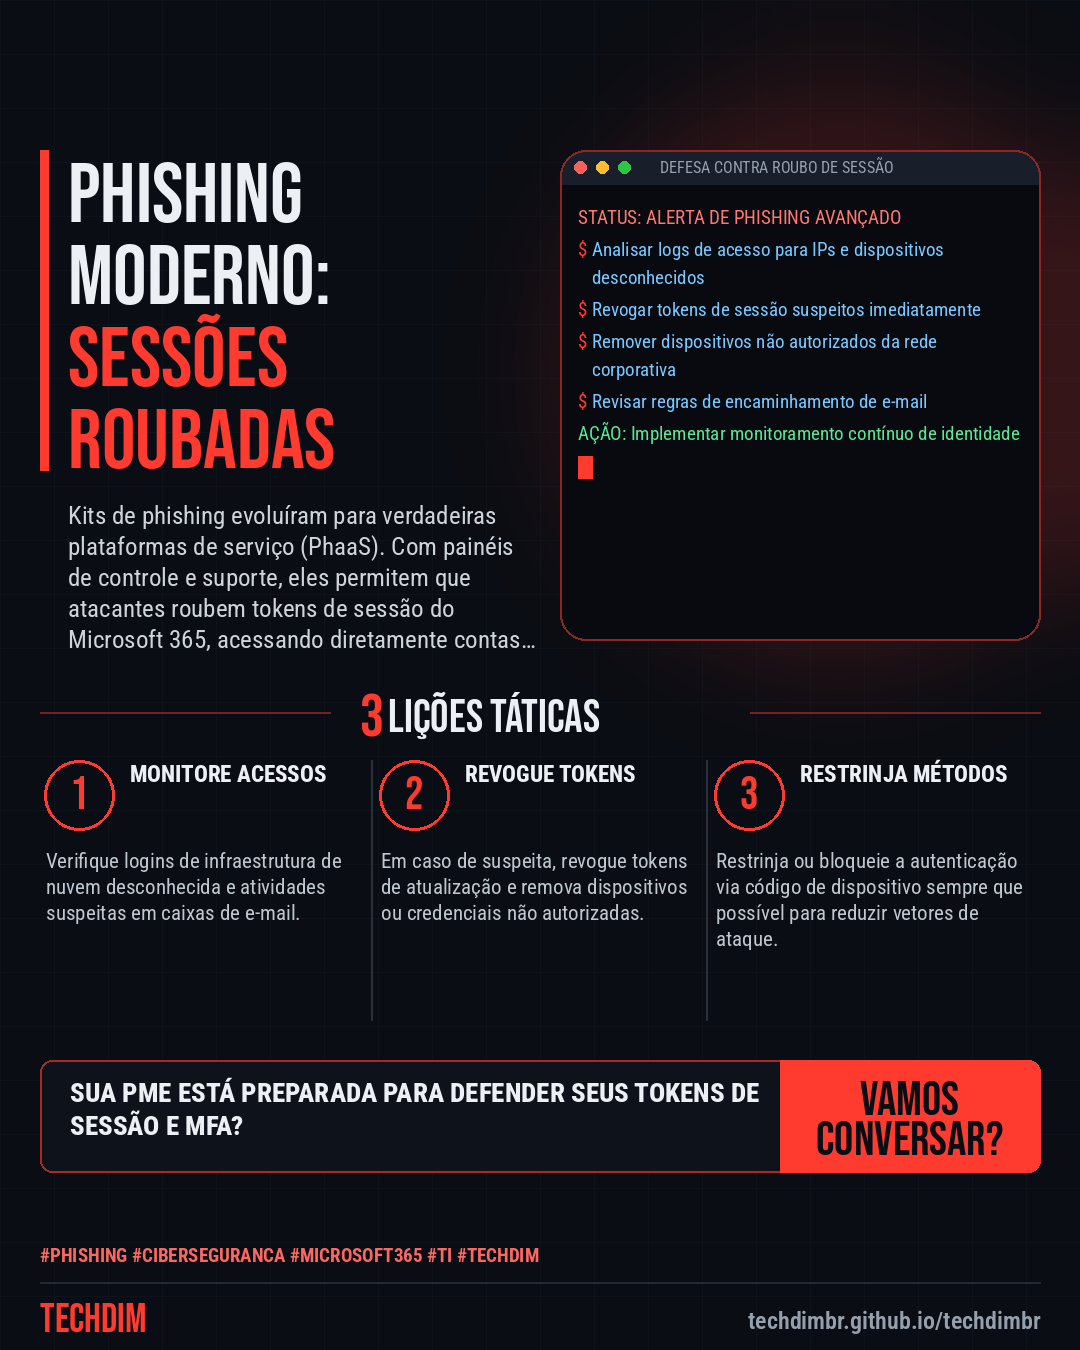 PHISHING
MODERNO:
SESSÕES
ROUBADAS
Kits de phishing evoluíram para verdadeiras
plataformas de serviço (PhaaS). Com painéis
de controle e suporte, eles permitem que
atacantes roubem tokens de sessão do
Microsoft 365, acessando diretamente contas...
DEFESA CONTRA ROUBO DE SESSÃO
STATUS: ALERTA DE PHISHING AVANÇADO
$ Analisar logs de acesso para IPs e dispositivos
desconhecidos
$ Revogar tokens de sessão suspeitos imediatamente
$ Remover dispositivos não autorizados da rede
corporativa
$ Revisar regras de encaminhamento de e-mail
AÇÃO: Implementar monitoramento contínuo de identidade
3 LIÇÕES TÁTICAS
1 MONITORE ACESSOS
Verifique logins de infraestrutura de
nuvem desconhecida e atividades
suspeitas em caixas de e-mail.
2 REVOGUE TOKENS
Em caso de suspeita, revogue tokens
de atualização e remova dispositivos
ou credenciais não autorizadas.
3 RESTRINJA MÉTODOS
Restrinja ou bloqueie a autenticação
via código de dispositivo sempre que
possível para reduzir vetores de
ataque.
SUA PME ESTÁ PREPARADA PARA DEFENDER SEUS TOKENS DE
SESSÃO E MFA?
VAMOS
CONVERSAR?
#PHISHING #CIBERSEGURANCA #MICROSOFT365 #TI #TECHDIM
TECHDIM
techdimbr.github.io/techdimbr